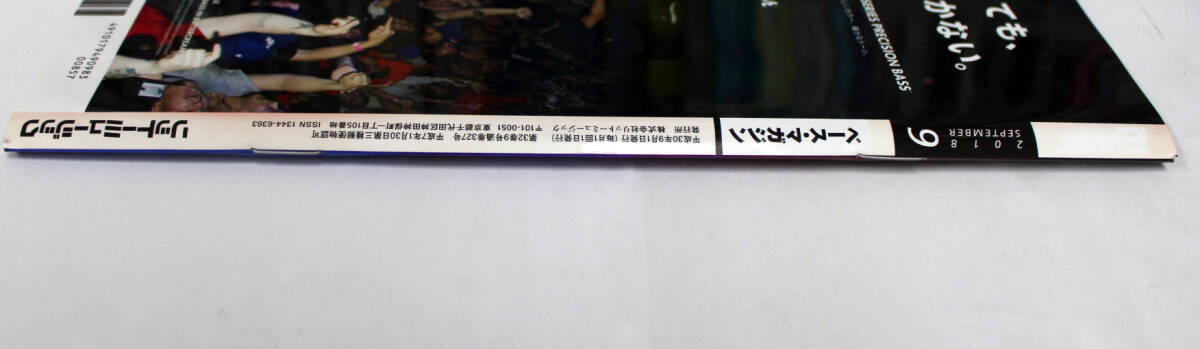 2018
SEPTEMBER
9
ベース・マガジン
平成30年9月1日発行（毎月1日1日発行） 第32巻9号通巻327号 平成7年1月30日第三種郵便物認可
発行所 株式会社リットーミュージック 〒101-0051 東京都千代田区神田神保町一丁目105番地 ISSN 1344-6363
リットーミュージック
ても、
かない。
SERIES PRECISION BASS
4910179490983
00857